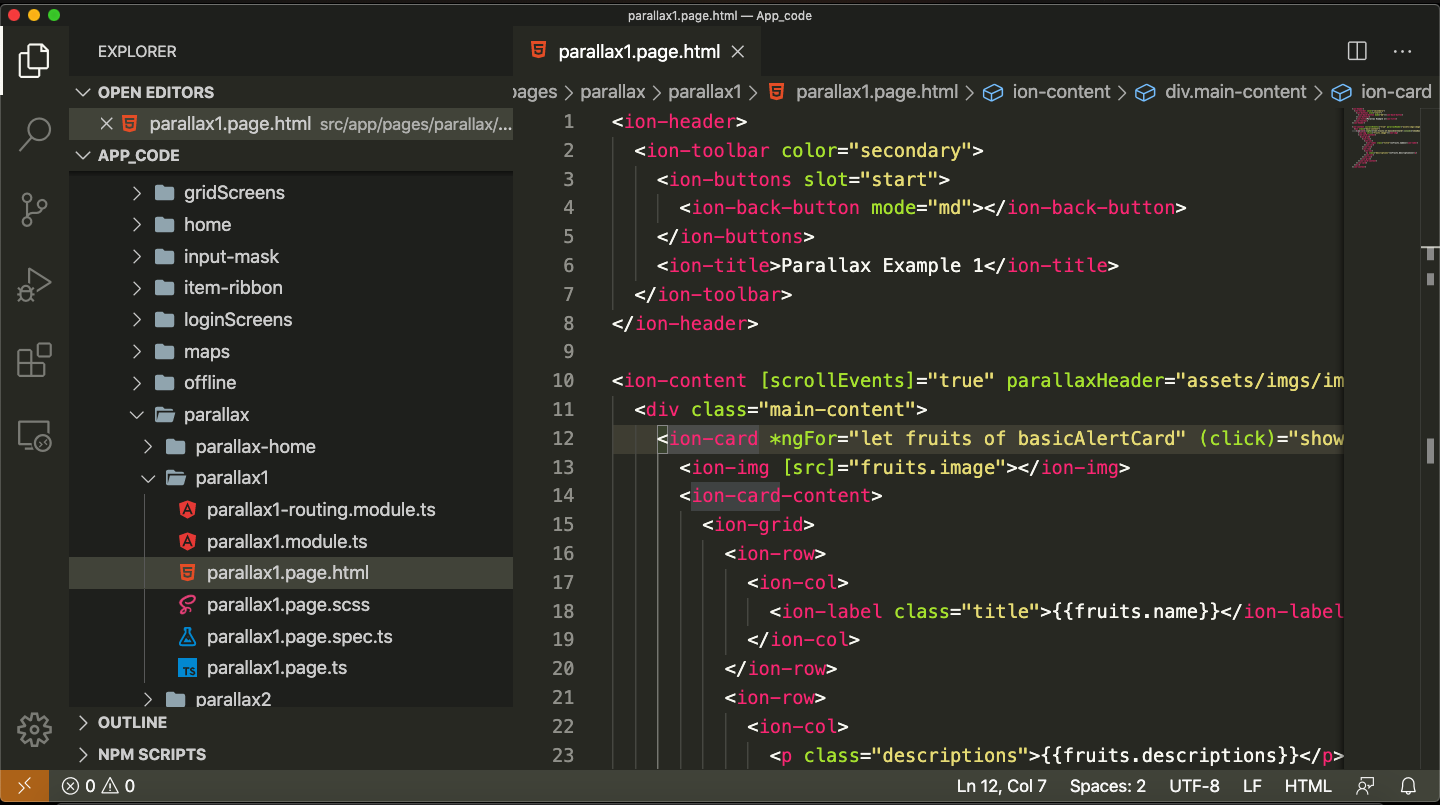 parallax1.page.html — App_code
EXPLORER
OPEN EDITORS
parallax1.page.html src/app/pages/parallax/...
APP_CODE
gridScreens
home
input-mask
item-ribbon
loginScreens
maps
offline
parallax
parallax-home
parallax1
parallax1-routing.module.ts
parallax1.module.ts
parallax1.page.html
parallax1.page.scss
parallax1.page.spec.ts
TS parallax1.page.ts
parallax2
OUTLINE
NPM SCRIPTS
parallax1.page.html
pages > parallax > parallax1 > parallax1.page.html > ion-content > div.main-content > ion-card
1 <ion-header>
2 <ion-toolbar color="secondary">
3 <ion-buttons slot="start">
4 <ion-back-button mode="md"></ion-back-button>
5 </ion-buttons>
6 <ion-title>Parallax Example 1</ion-title>
7 </ion-toolbar>
8 </ion-header>
9
10 <ion-content [scrollEvents]="true" parallaxHeader="assets/imgs/im
11 <div class="main-content">
12 <ion-card *ngFor="let fruits of basicAlertCard" (click)="show
13 <ion-img [src]="fruits.image"></ion-img>
14 <ion-card-content>
15 <ion-grid>
16 <ion-row>
17 <ion-col>
18 <ion-label class="title">{{fruits.name}}</ion-label
19 </ion-col>
20 </ion-row>
21 <ion-row>
22 <ion-col>
23 <p class="descriptions">{{fruits.descriptions}}</p>
0 0
Ln 12, Col 7 Spaces: 2 UTF-8 LF HTML